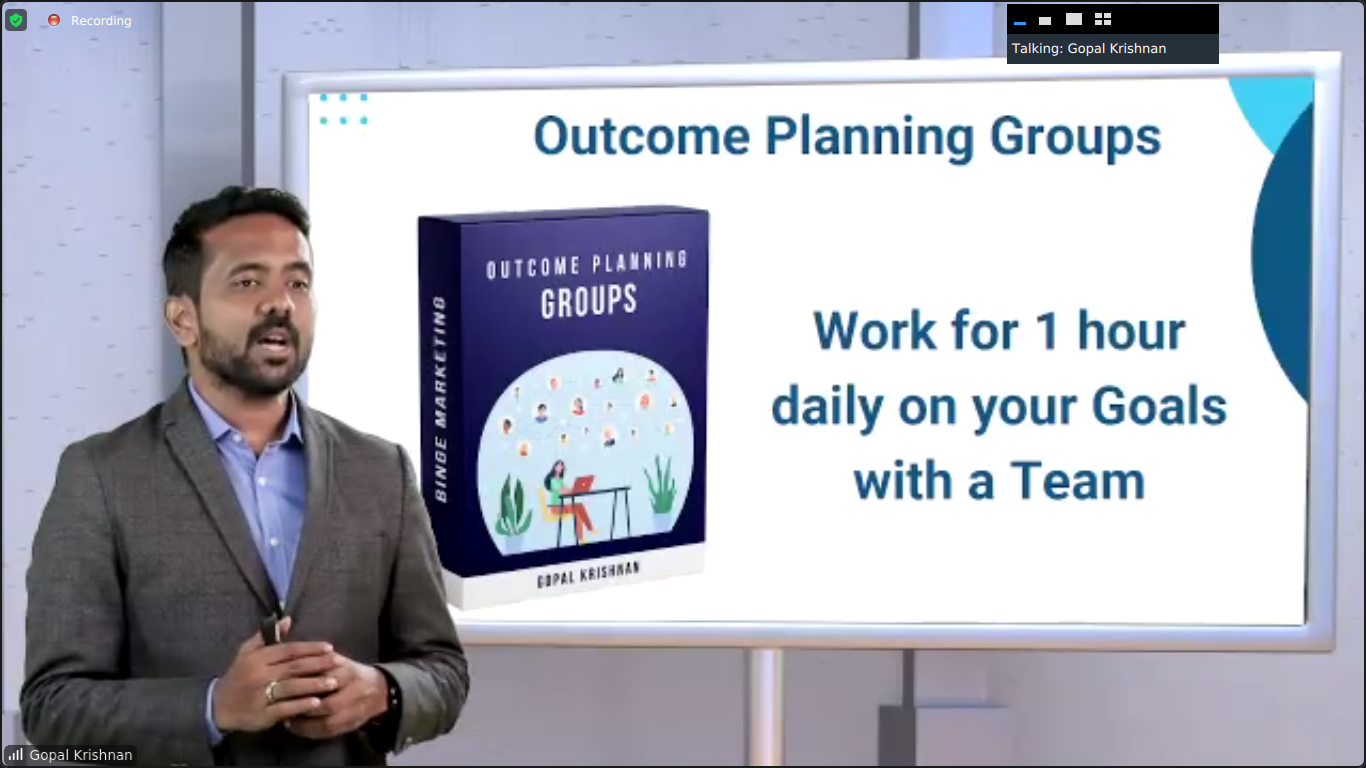 Recording
Talking: Gopal Krishnan
Outcome Planning Groups
OUTCOME PLANNING
GROUPS
BINGE MARKETING
GOPAL KRISHNAN
Work for 1 hour
daily on your Goals
with a Team
Gopal Krishnan